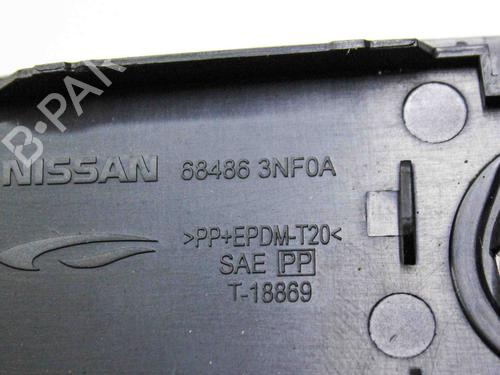 B-PAR
NISSAN 68486 3NF0A
>PP+EPDM-T20<
SAE PP
T-18869